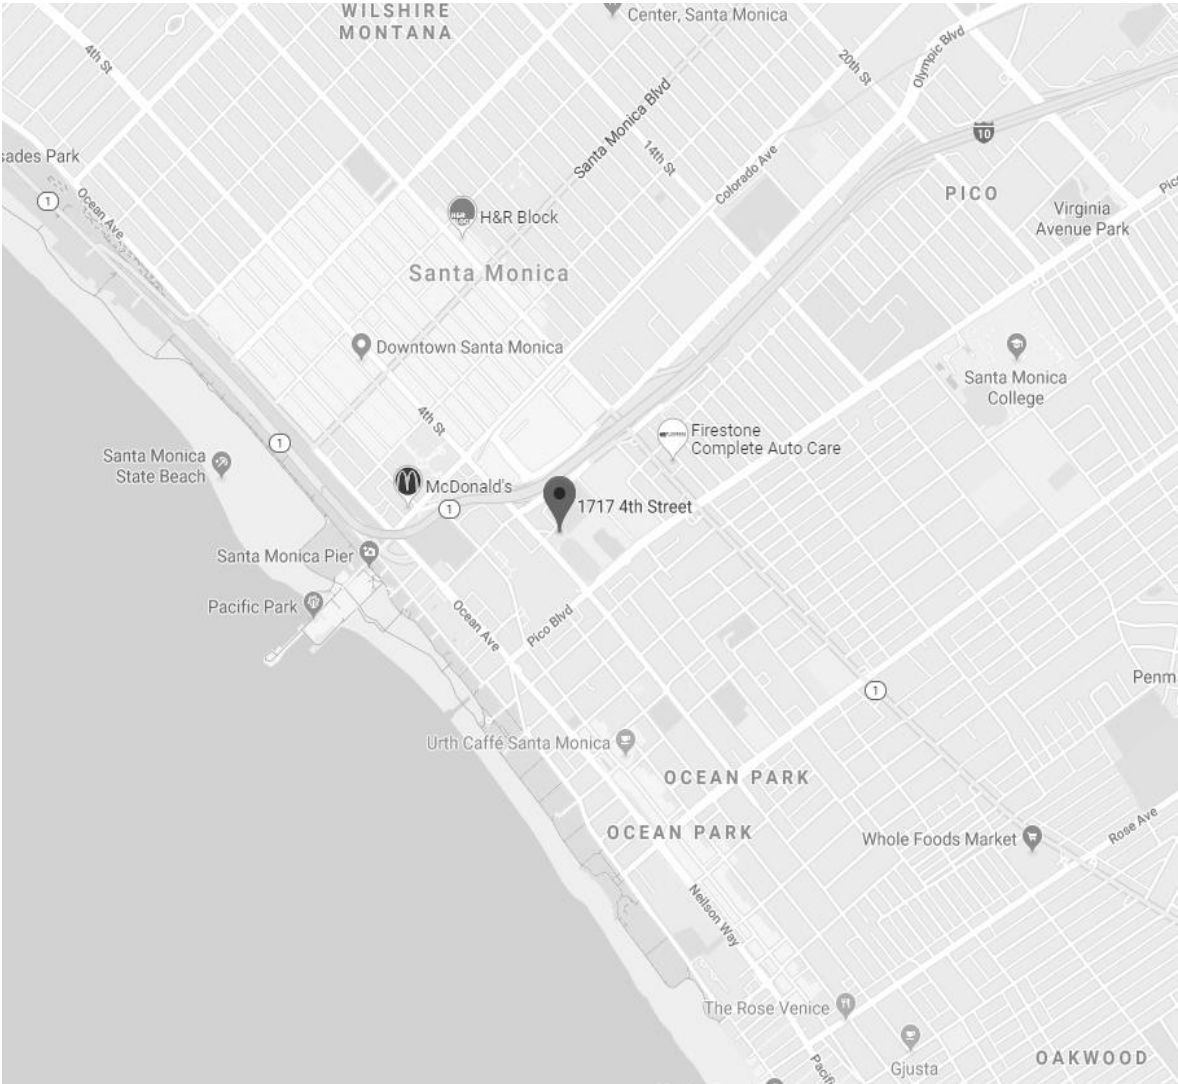 WILSHIRE
MONTANA
Center, Santa Monica
4th St
20th St
Olympic Blvd
10
Santa Monica Blvd
14th St
Colorado Ave
sades Park
1
Ocean Ave
PICO
Virginia
Avenue Park
Pico
H&R
BLOCK
H&R Block
Santa Monica
Downtown Santa Monica
Santa Monica
College
4th St
Firestone
Complete Auto Care
1
Santa Monica
State Beach
McDonald's
1
1717 4th Street
Santa Monica Pier
Pacific Park
Ocean Ave
Pico Blvd
1
Penm
Urth Caffé Santa Monica
OCEAN PARK
OCEAN PARK
Whole Foods Market
Rose Ave
Neilson Way
The Rose Venice
Gjusta
OAKWOOD
Pacifi